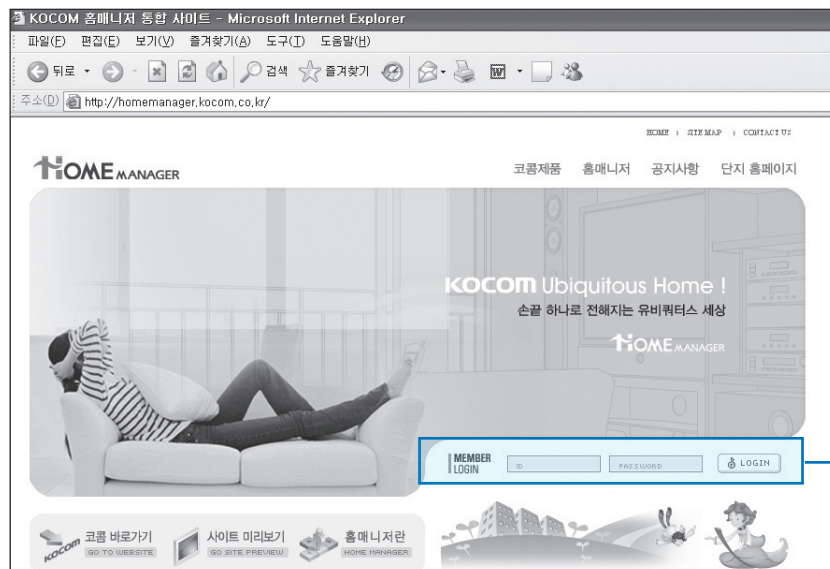 KOCOM 홈매니저 통합 사이트 - Microsoft Internet Explorer
파일(F) 편집(E) 보기(V) 즐겨찾기(A) 도구(T) 도움말(H)
뒤로 검색 즐겨찾기
주소(D) http://homemanager.kocom.co.kr/
HOME | SITE MAP | CONTACT US
HOME MANAGER
코콤제품 홈매니저 공지사항 단지 홈페이지
KOCOM Ubiquitous Home !
손끝 하나로 전해지는 유비쿼터스 세상
HOME MANAGER
MEMBER LOGIN
ID PASSWORD LOGIN
KOCOM 코콤 바로가기 사이트 미리보기 홈매니저란
GO TO WEBSITE GO SITE PREVIEW HOME MANAGER